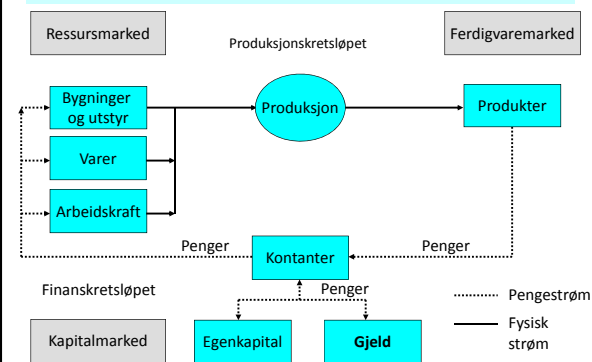 Ressursmarked
Produksjonskretsløpet
Ferdigvaremarked
Bygninger
og utstyr
Produksjon
Produkter
Varer
Arbeidskraft
Penger
Penger
Kontanter
Finanskretsløpet
Penger
Pengestrøm
Fysisk
strøm
Kapitalmarked
Egenkapital
Gjeld